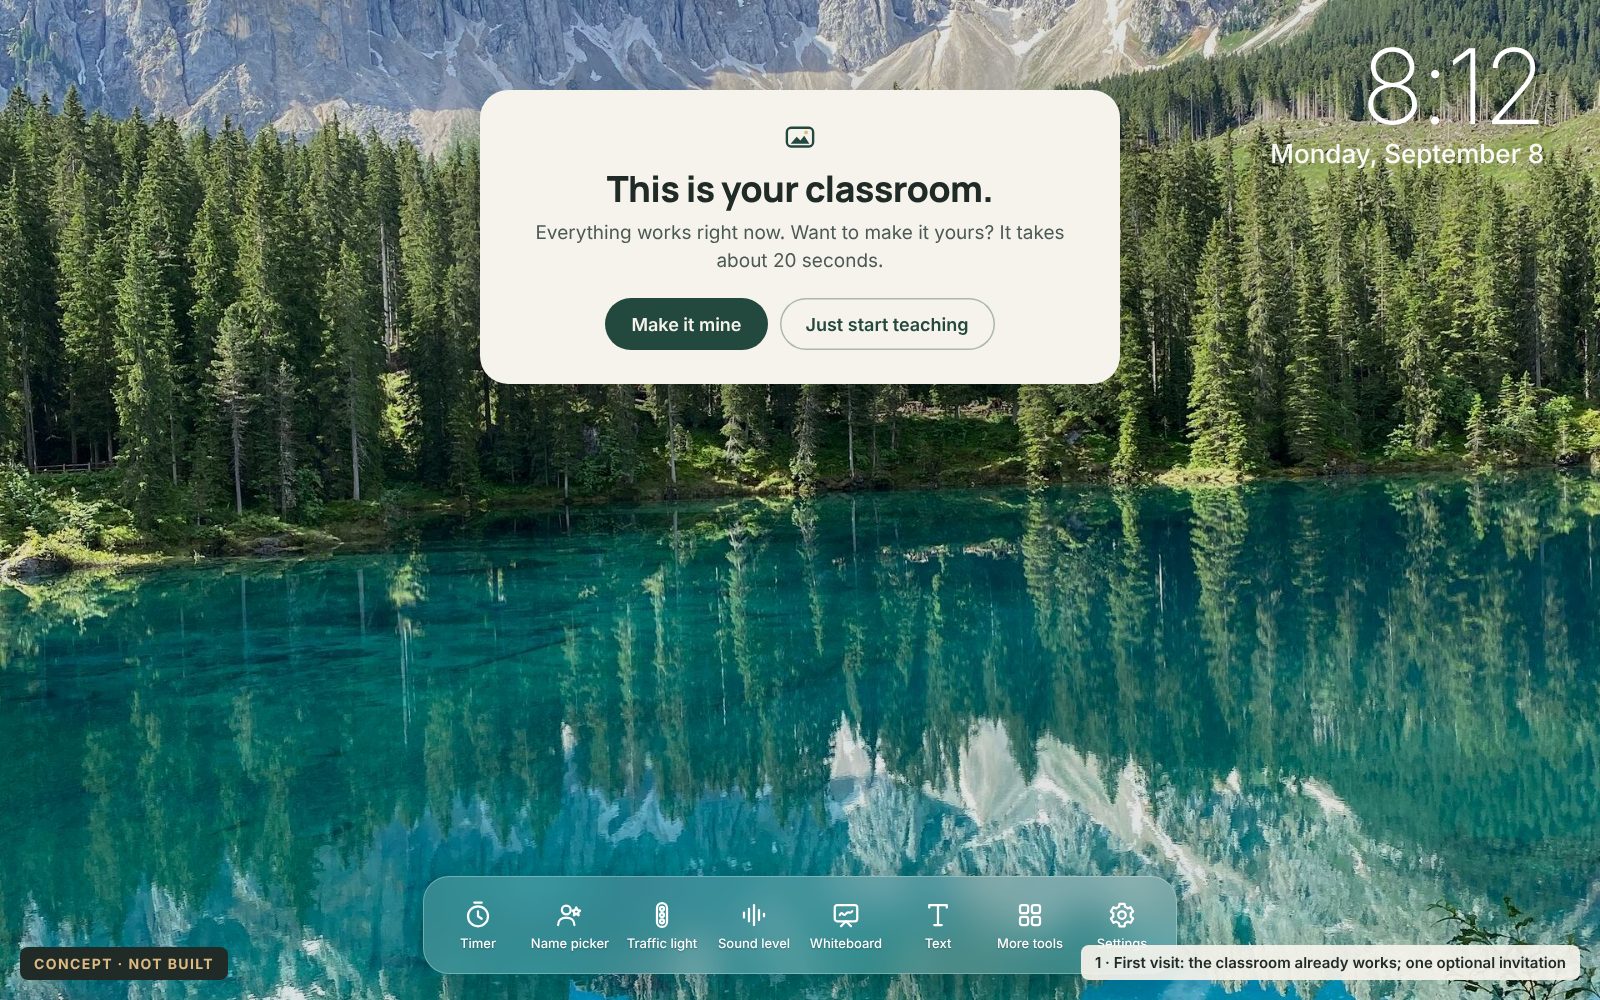 8:12
Monday, September 8
This is your classroom.
Everything works right now. Want to make it yours? It takes
about 20 seconds.
Make it mine
Just start teaching
Timer
Name picker
Traffic light
Sound level
Whiteboard
Text
More tools
Settings
CONCEPT · NOT BUILT
1 · First visit: the classroom already works; one optional invitation